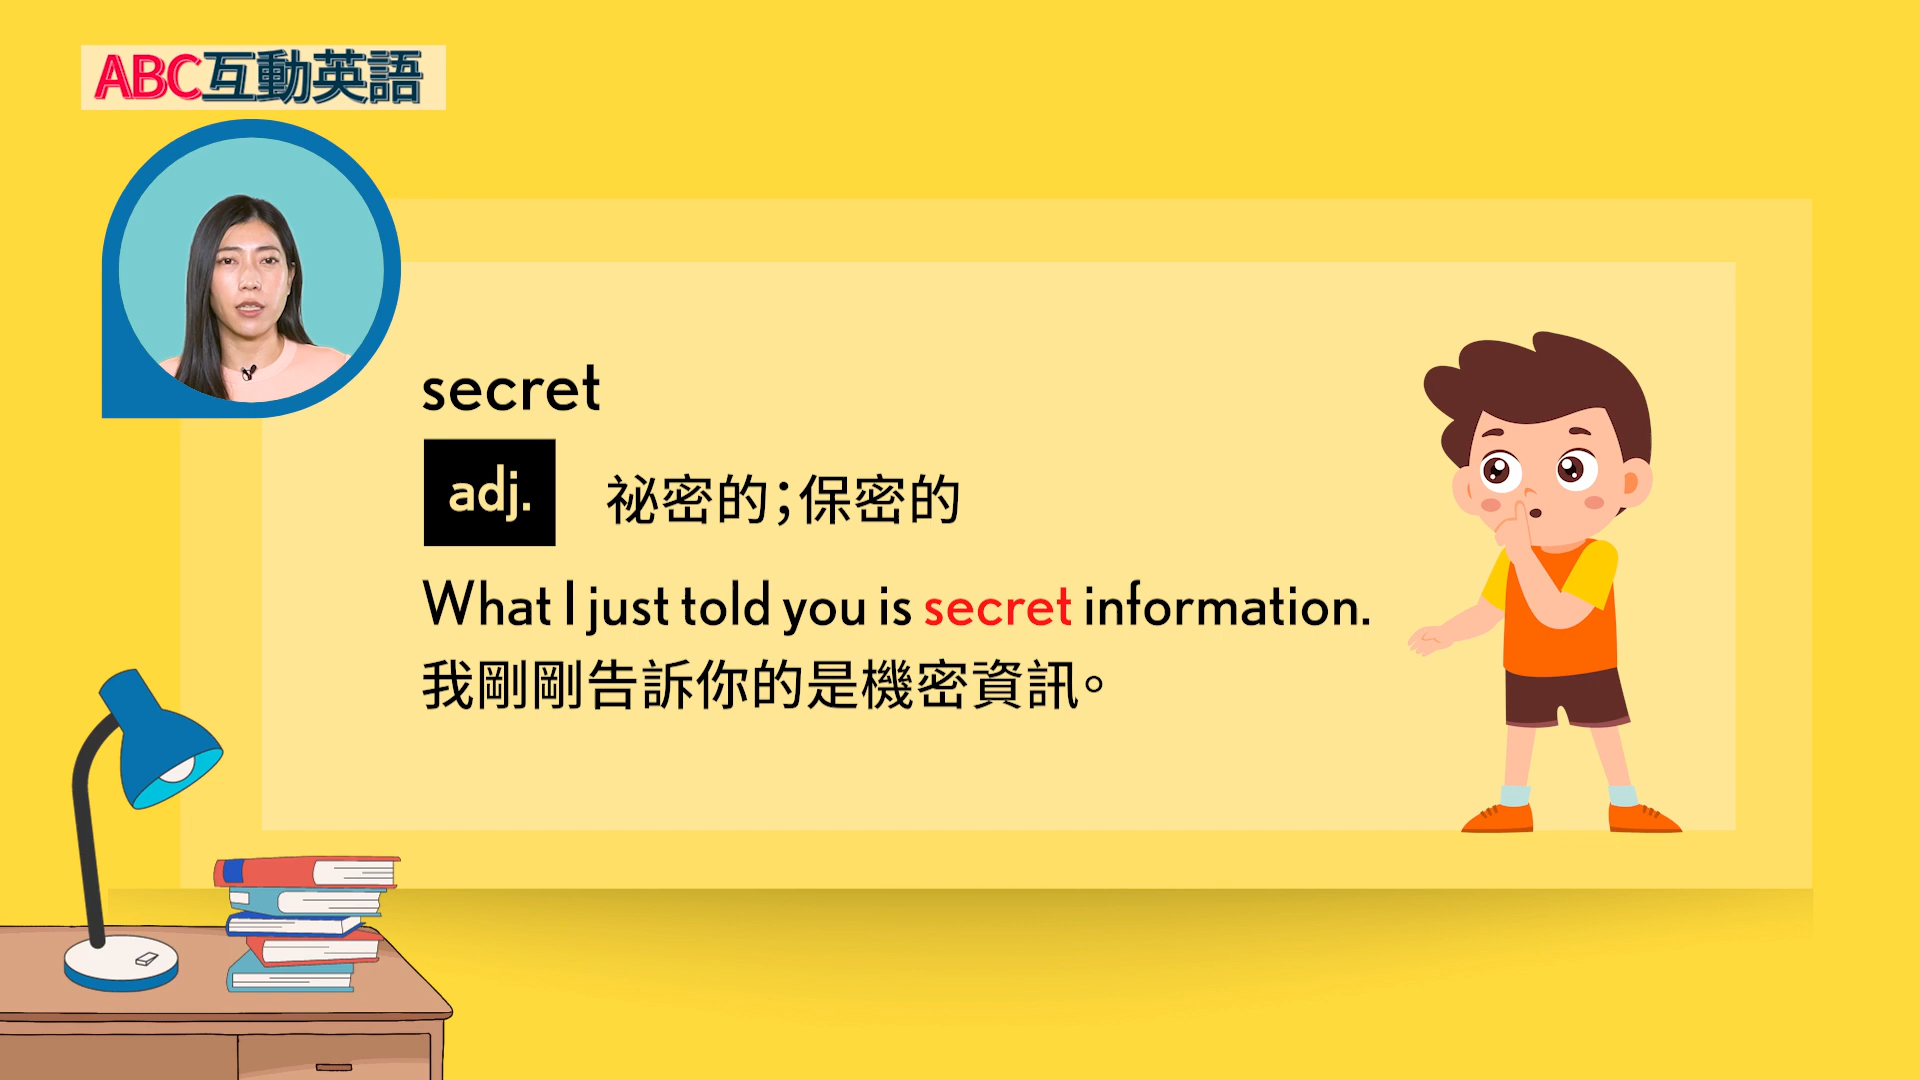 ABC互動英語
secret
adj. 祕密的；保密的
What I just told you is secret information.
我剛剛告訴你的是機密資訊。